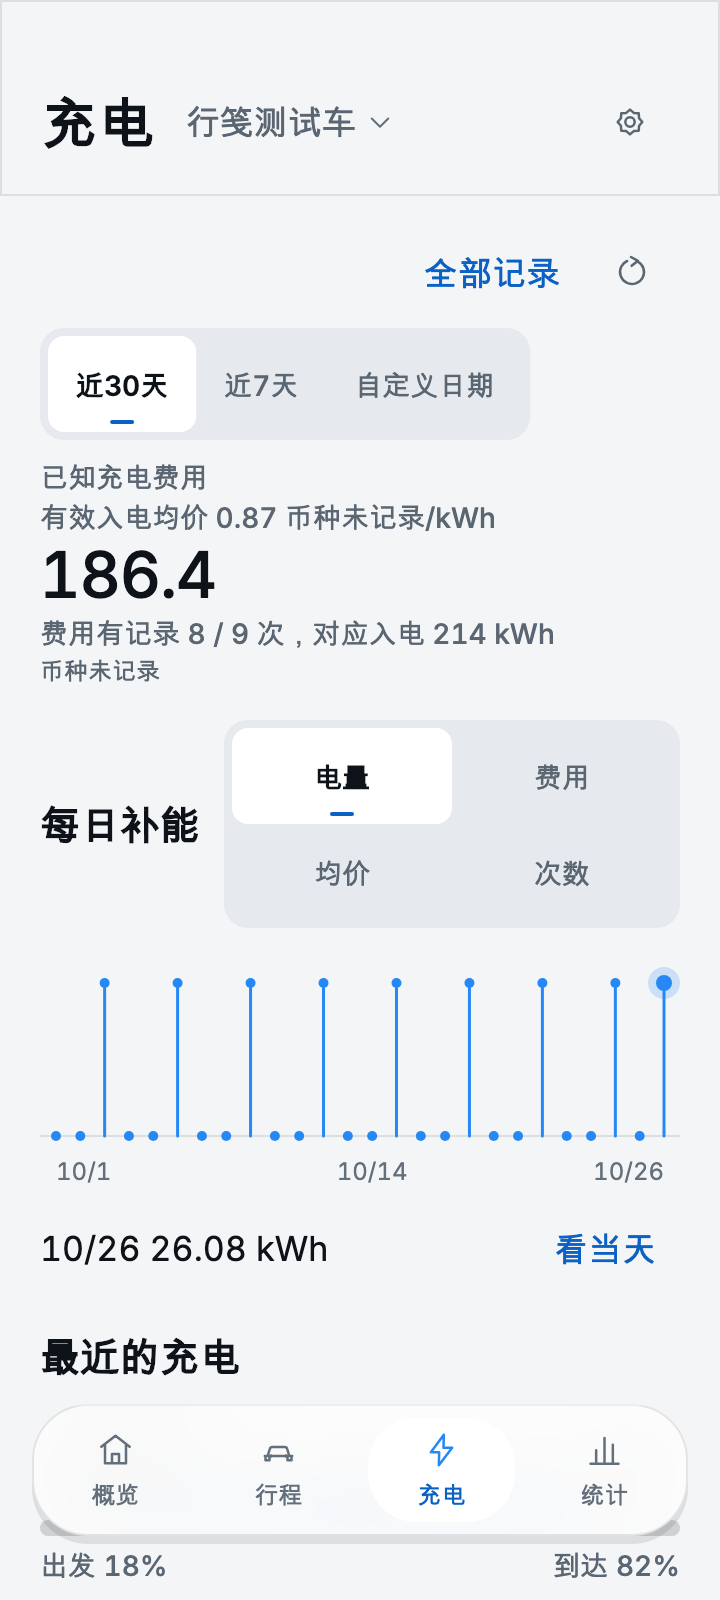 充电 行笺测试车
全部记录
近30天 近7天 自定义日期
已知充电费用
有效入电均价 0.87 币种未记录/kWh
186.4
费用有记录 8 / 9 次，对应入电 214 kWh
币种未记录
每日补能
电量 费用
均价 次数
10/1 10/14 10/26
10/26 26.08 kWh 看当天
最近的充电
概览 行程 充电 统计
出发 18% 到达 82%